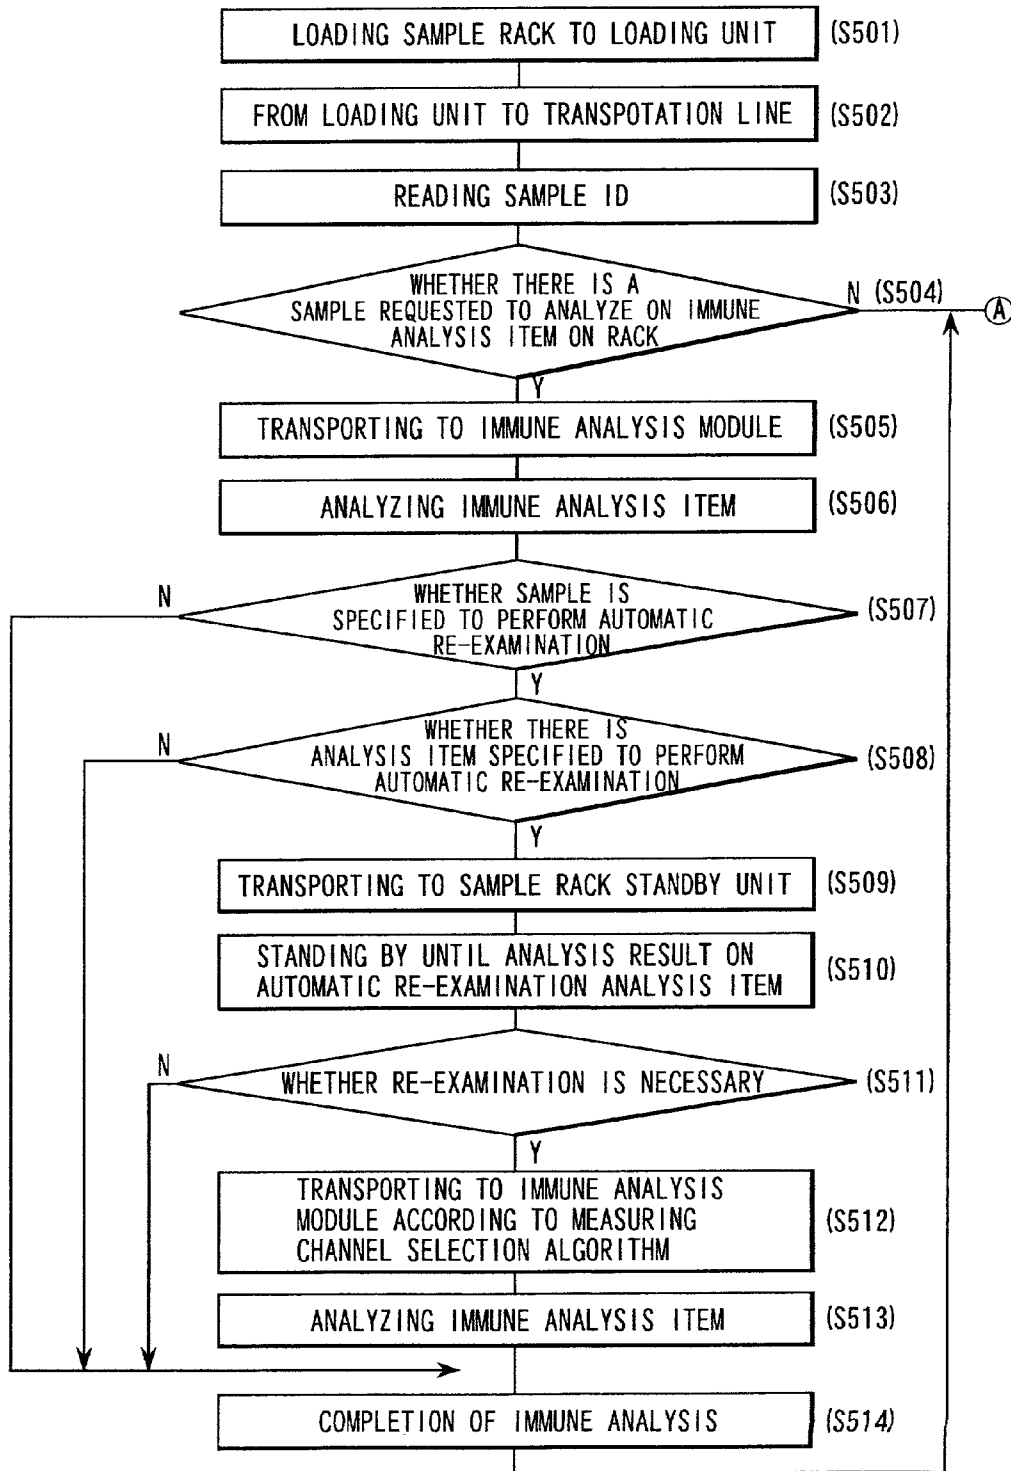 LOADING SAMPLE RACK TO LOADING UNIT (S501)
FROM LOADING UNIT TO TRANSPOTATION LINE (S502)
READING SAMPLE ID (S503)
WHETHER THERE IS A
SAMPLE REQUESTED TO ANALYZE ON IMMUNE
ANALYSIS ITEM ON RACK
N (S504)
A
Y
TRANSPORTING TO IMMUNE ANALYSIS MODULE (S505)
ANALYZING IMMUNE ANALYSIS ITEM (S506)
N
WHETHER SAMPLE IS
SPECIFIED TO PERFORM AUTOMATIC
RE-EXAMINATION
(S507)
Y
N
WHETHER THERE IS
ANALYSIS ITEM SPECIFIED TO PERFORM
AUTOMATIC RE-EXAMINATION
(S508)
Y
TRANSPORTING TO SAMPLE RACK STANDBY UNIT (S509)
STANDING BY UNTIL ANALYSIS RESULT ON
AUTOMATIC RE-EXAMINATION ANALYSIS ITEM
(S510)
N
WHETHER RE-EXAMINATION IS NECESSARY (S511)
Y
TRANSPORTING TO IMMUNE ANALYSIS
MODULE ACCORDING TO MEASURING
CHANNEL SELECTION ALGORITHM
(S512)
ANALYZING IMMUNE ANALYSIS ITEM (S513)
COMPLETION OF IMMUNE ANALYSIS (S514)